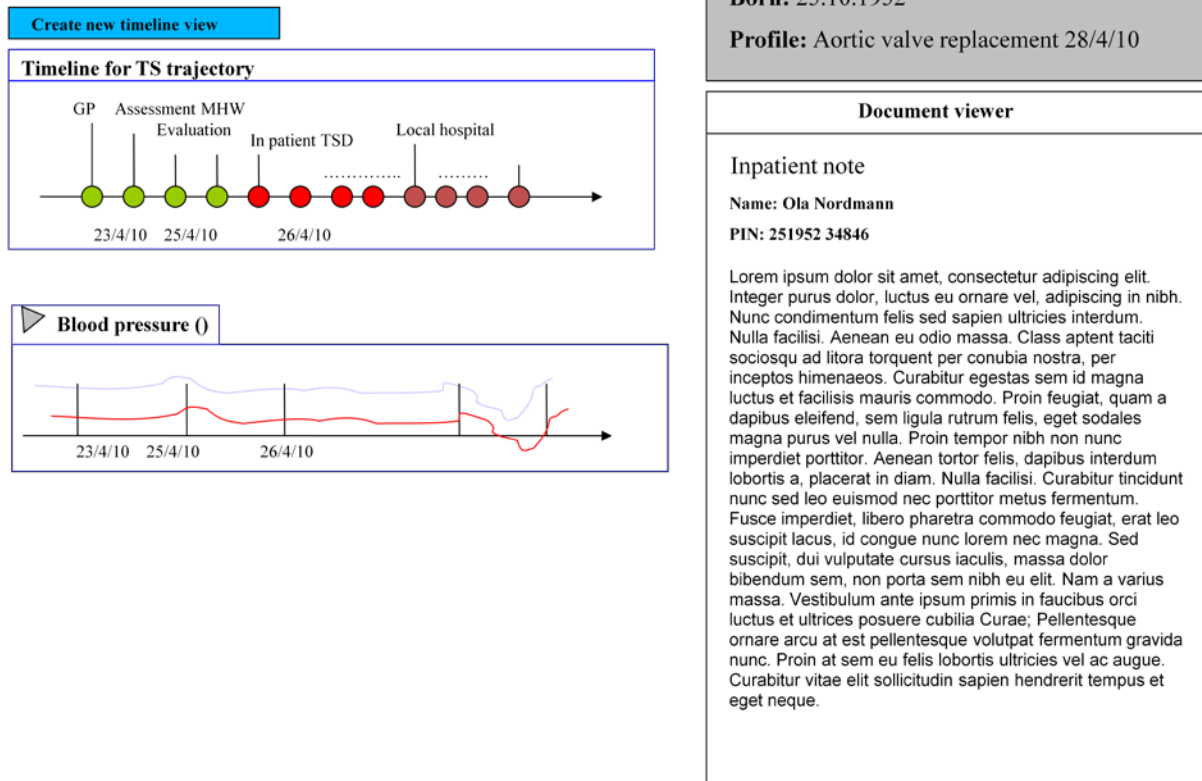 Create new timeline view
Timeline for TS trajectory
GP Assessment MHW
Evaluation
In patient TSD
Local hospital
23/4/10 25/4/10 26/4/10
Blood pressure ()
23/4/10 25/4/10 26/4/10
Born: 25.10.1952
Profile: Aortic valve replacement 28/4/10
Document viewer
Inpatient note
Name: Ola Nordmann
PIN: 251952 34846
Lorem ipsum dolor sit amet, consectetur adipiscing elit.
Integer purus dolor, luctus eu ornare vel, adipiscing in nibh.
Nunc condimentum felis sed sapien ultricies interdum.
Nulla facilisi. Aenean eu odio massa. Class aptent taciti
sociosqu ad litora torquent per conubia nostra, per
inceptos himenaeos. Curabitur egestas sem id magna
luctus et facilisis mauris commodo. Proin feugiat, quam a
dapibus eleifend, sem ligula rutrum felis, eget sodales
magna purus vel nulla. Proin tempor nibh non nunc
imperdiet porttitor. Aenean tortor felis, dapibus interdum
lobortis a, placerat in diam. Nulla facilisi. Curabitur tincidunt
nunc sed leo euismod nec porttitor metus fermentum.
Fusce imperdiet, libero pharetra commodo feugiat, erat leo
suscipit lacus, id congue nunc lorem nec magna. Sed
suscipit, dui vulputate cursus iaculis, massa dolor
bibendum sem, non porta sem nibh eu elit. Nam a varius
massa. Vestibulum ante ipsum primis in faucibus orci
luctus et ultrices posuere cubilia Curae; Pellentesque
ornare arcu at est pellentesque volutpat fermentum gravida
nunc. Proin at sem eu felis lobortis ultricies vel ac augue.
Curabitur vitae elit sollicitudin sapien hendrerit tempus et
eget neque.